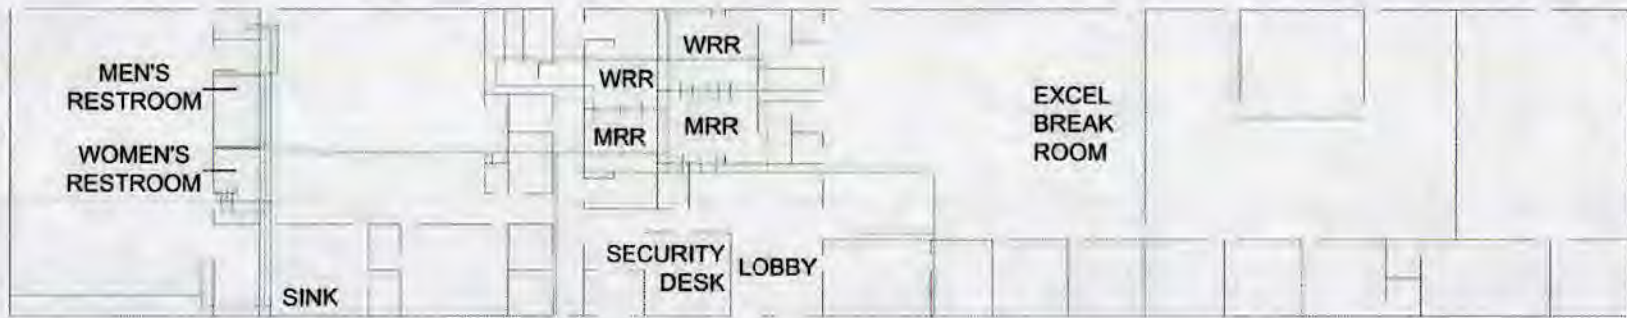 MEN'S
RESTROOM
WOMEN'S
RESTROOM
SINK
WRR
WRR
MRR
MRR
SECURITY
DESK
LOBBY
EXCEL
BREAK
ROOM